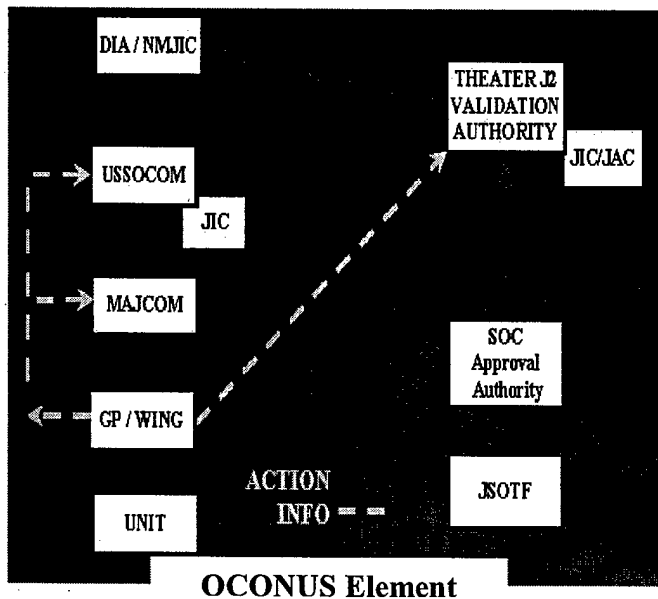 DIA / NMJIC
THEATER J2
VALIDATION
AUTHORITY
JIC/JAC
USSOCOM
JIC
MAJCOM
SOC
Approval
Authority
GP / WING
ACTION
INFO
JSOTF
UNIT
OCONUS Element